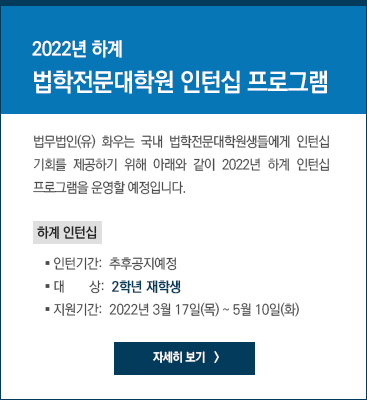 2022년 하계
법학전문대학원 인턴십 프로그램
법무법인(유) 화우는 국내 법학전문대학원생들에게 인턴십
기회를 제공하기 위해 아래와 같이 2022년 하계 인턴십
프로그램을 운영할 예정입니다.
하계 인턴십
▪ 인턴기간: 추후공지예정
▪ 대 상: 2학년 재학생
▪ 지원기간: 2022년 3월 17일(목) ~ 5월 10일(화)
자세히 보기 >